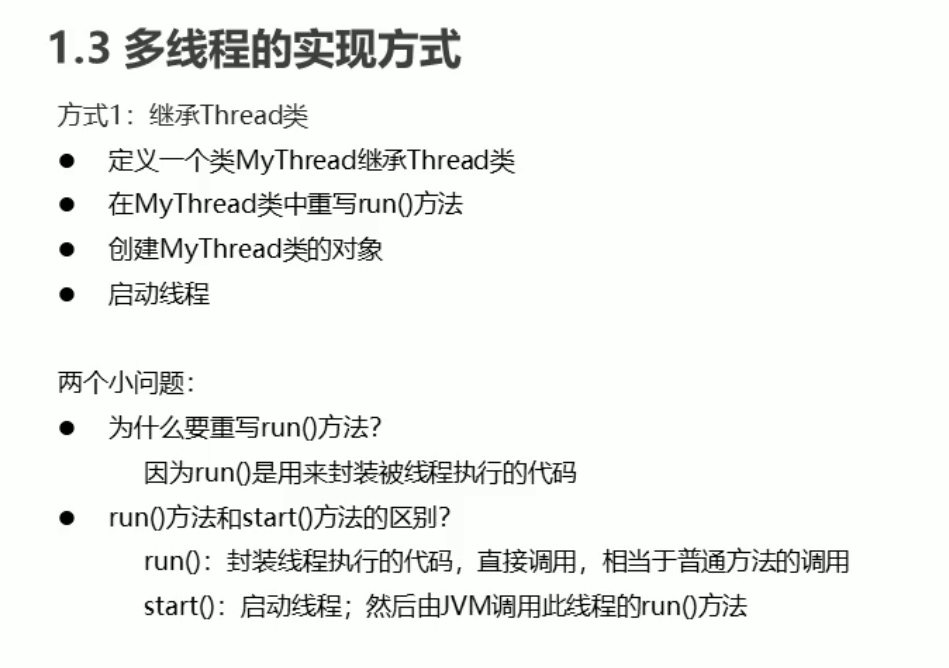 1.3 多线程的实现方式
方式1：继承Thread类
● 定义一个类MyThread继承Thread类
● 在MyThread类中重写run()方法
● 创建MyThread类的对象
● 启动线程
两个小问题：
● 为什么要重写run()方法？
因为run()是用来封装被线程执行的代码
● run()方法和start()方法的区别？
run()：封装线程执行的代码，直接调用，相当于普通方法的调用
start()：启动线程；然后由JVM调用此线程的run()方法